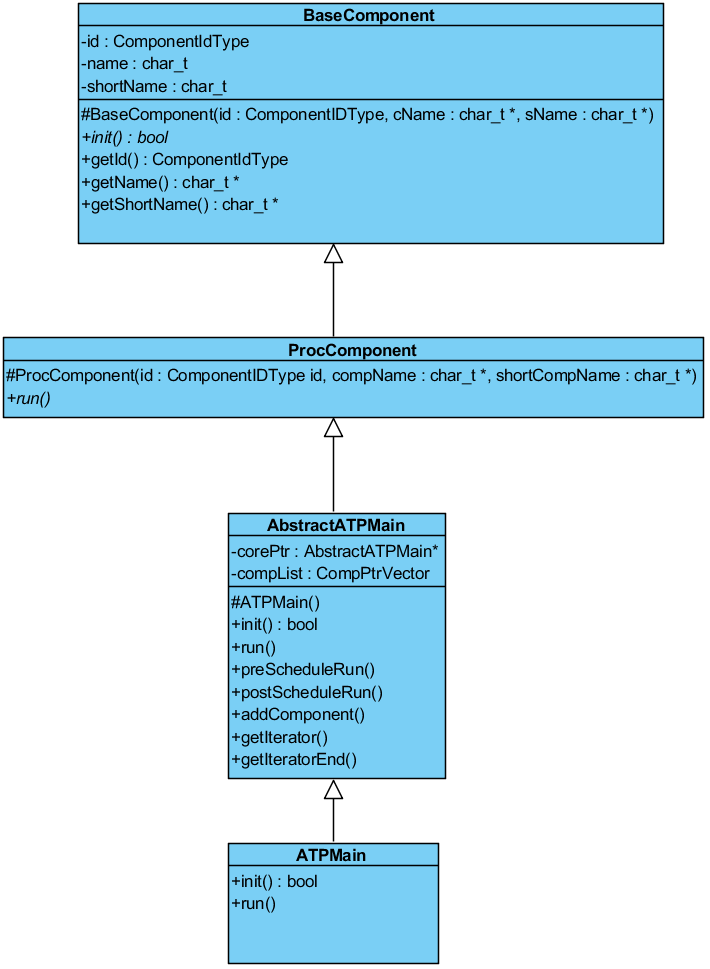 BaseComponent
-id : ComponentIdType
-name : char_t
-shortName : char_t
#BaseComponent(id : ComponentIDType, cName : char_t *, sName : char_t *)
+init() : bool
+getId() : ComponentIdType
+getName() : char_t *
+getShortName() : char_t *
ProcComponent
#ProcComponent(id : ComponentIDType id, compName : char_t *, shortCompName : char_t *)
+run()
AbstractATPMain
-corePtr : AbstractATPMain*
-compList : CompPtrVector
#ATPMain()
+init() : bool
+run()
+preScheduleRun()
+postScheduleRun()
+addComponent()
+getIterator()
+getIteratorEnd()
ATPMain
+init() : bool
+run()